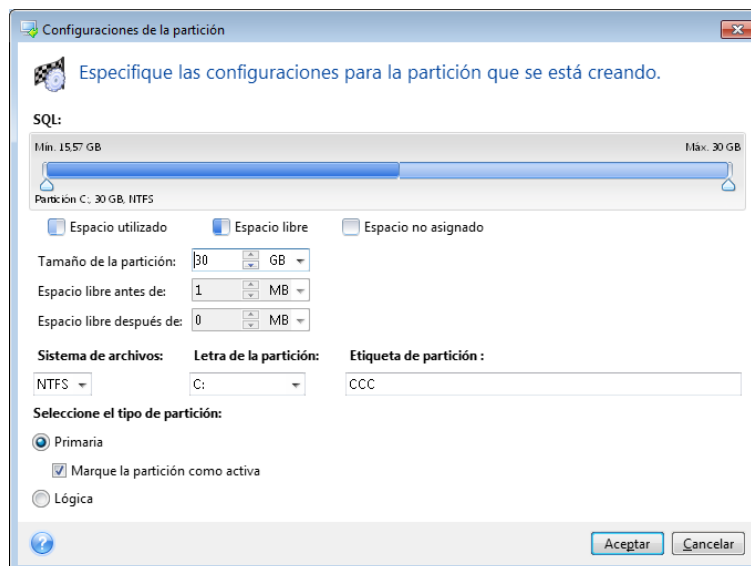 Configuraciones de la partición
Especifique las configuraciones para la partición que se está creando.
SQL:
Mín. 15,57 GB Máx. 30 GB
Partición C:, 30 GB, NTFS
Espacio utilizado Espacio libre Espacio no asignado
Tamaño de la partición: 30 GB
Espacio libre antes de: 1 MB
Espacio libre después de: 0 MB
Sistema de archivos: Letra de la partición: Etiqueta de partición :
NTFS C: CCC
Seleccione el tipo de partición:
Primaria
Marque la partición como activa
Lógica
? Aceptar Cancelar